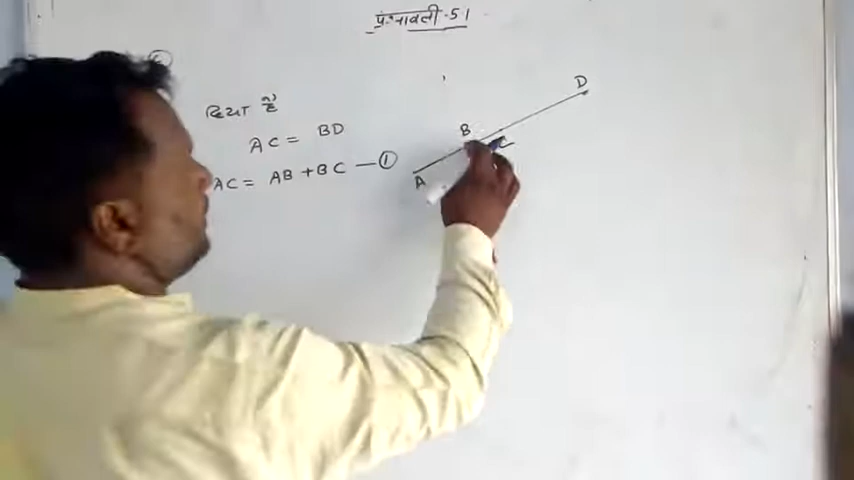 प्रश्नावली - 5.1
दिया है
AC = BD
AC = AB + BC — ①
A B C D